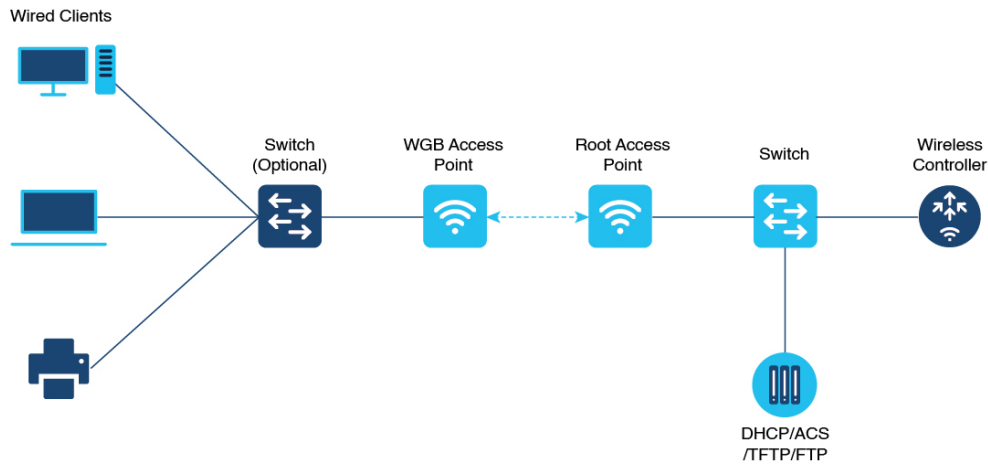 Wired Clients
Switch
(Optional)
WGB Access
Point
Root Access
Point
Switch
Wireless
Controller
DHCP/ACS
/TFTP/FTP